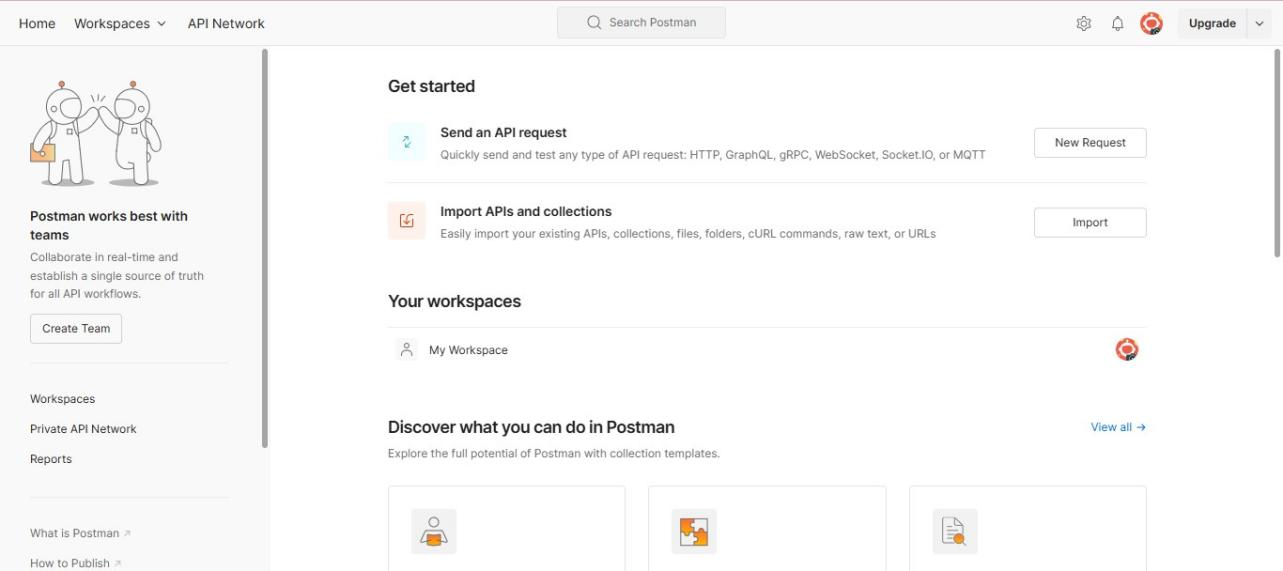 Home Workspaces API Network Search Postman Upgrade
Postman works best with
teams
Collaborate in real-time and
establish a single source of truth
for all API workflows.
Create Team
Workspaces
Private API Network
Reports
What is Postman
How to Publish
Get started
Send an API request
Quickly send and test any type of API request: HTTP, GraphQL, gRPC, WebSocket, Socket.IO, or MQTT
New Request
Import APIs and collections
Easily import your existing APIs, collections, files, folders, cURL commands, raw text, or URLs
Import
Your workspaces
My Workspace
Discover what you can do in Postman
View all →
Explore the full potential of Postman with collection templates.